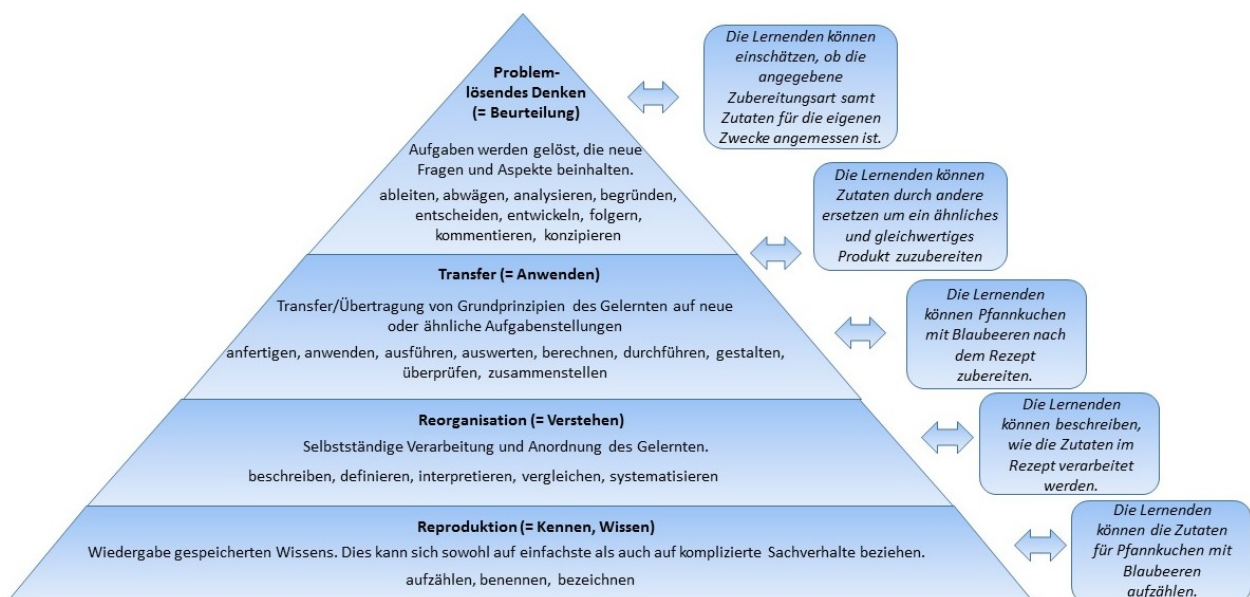 Problem-
lösendes Denken
(= Beurteilung)
Aufgaben werden gelöst, die neue
Fragen und Aspekte beinhalten.
ableiten, abwägen, analysieren, begründen,
entscheiden, entwickeln, folgern,
kommentieren, konzipieren
Die Lernenden können
einschätzen, ob die
angegebene
Zubereitungsart samt
Zutaten für die eigenen
Zwecke angemessen ist.
Die Lernenden können
Zutaten durch andere
ersetzen um ein ähnliches
und gleichwertiges
Produkt zuzubereiten
Transfer (= Anwenden)
Transfer/Übertragung von Grundprinzipien des Gelernten auf neue
oder ähnliche Aufgabenstellungen
anfertigen, anwenden, ausführen, auswerten, berechnen, durchführen, gestalten,
überprüfen, zusammenstellen
Die Lernenden
können Pfannkuchen
mit Blaubeeren nach
dem Rezept
zubereiten.
Reorganisation (= Verstehen)
Selbstständige Verarbeitung und Anordnung des Gelernten.
beschreiben, definieren, interpretieren, vergleichen, systematisieren
Die Lernenden
können beschreiben,
wie die Zutaten im
Rezept verarbeitet
werden.
Reproduktion (= Kennen, Wissen)
Wiedergabe gespeicherten Wissens. Dies kann sich sowohl auf einfachste als auch auf komplizierte Sachverhalte beziehen.
aufzählen, benennen, bezeichnen
Die Lernenden
können die Zutaten
für Pfannkuchen mit
Blaubeeren
aufzählen.